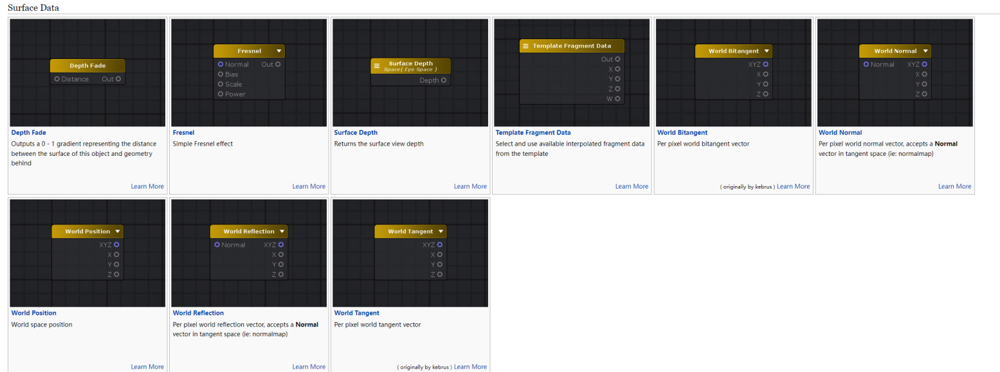 Surface Data
Depth Fade
Distance Out
Depth Fade
Outputs a 0 - 1 gradient representing the distance
between the surface of this object and geometry
behind
Learn More
Fresnel
Normal Out
Bias
Scale
Power
Fresnel
Simple Fresnel effect
Learn More
Surface Depth
Space( Eye Space )
Depth
Surface Depth
Returns the surface view depth
Learn More
Template Fragment Data
Out
X
Y
Z
W
Template Fragment Data
Select and use available interpolated fragment data
from the template
Learn More
World Bitangent
XYZ
X
Y
Z
World Bitangent
Per pixel world bitangent vector
( originally by kebrus ) Learn More
World Normal
Normal XYZ
X
Y
Z
World Normal
Per pixel world normal vector, accepts a Normal
vector in tangent space (ie: normalmap)
Learn More
World Position
XYZ
X
Y
Z
World Position
World space position
Learn More
World Reflection
Normal XYZ
X
Y
Z
World Reflection
Per pixel world reflection vector, accepts a Normal
vector in tangent space (ie: normalmap)
Learn More
World Tangent
XYZ
X
Y
Z
World Tangent
Per pixel world tangent vector
( originally by kebrus ) Learn More